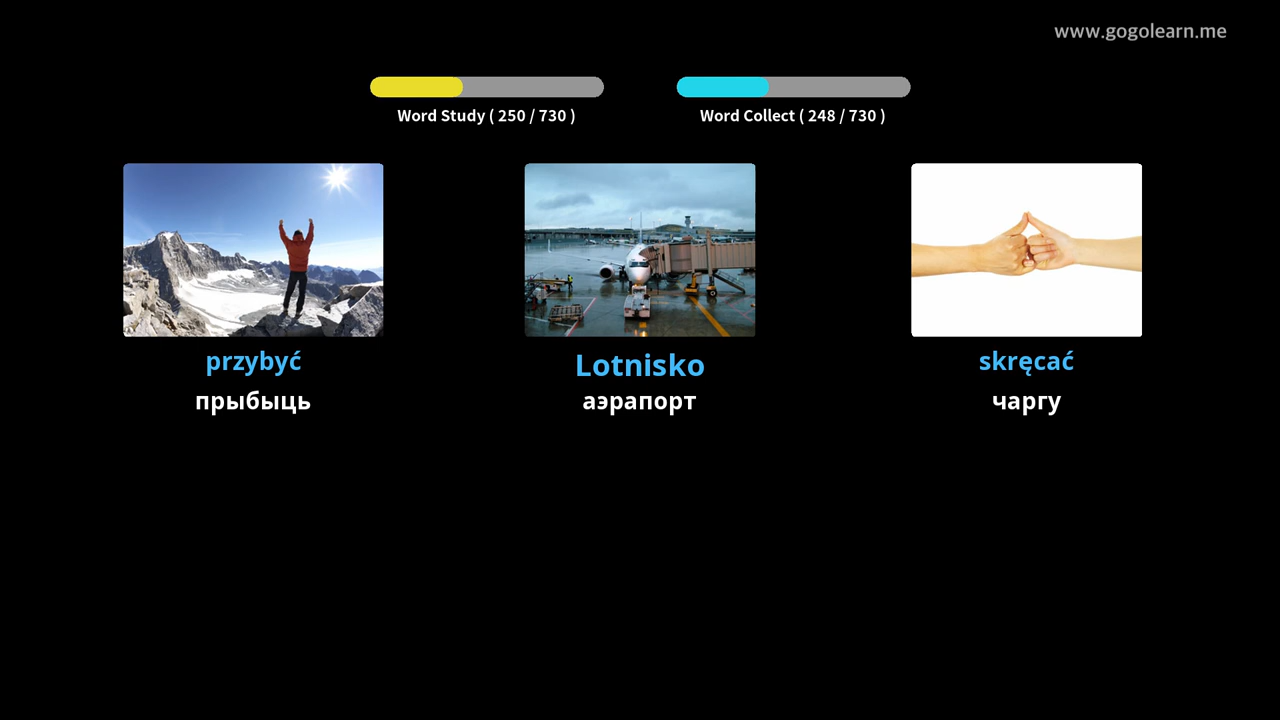 www.gogolearn.me
Word Study ( 250 / 730 )
Word Collect ( 248 / 730 )
przybyć
прыбыць
Lotnisko
аэрапорт
skręcać
чаргу